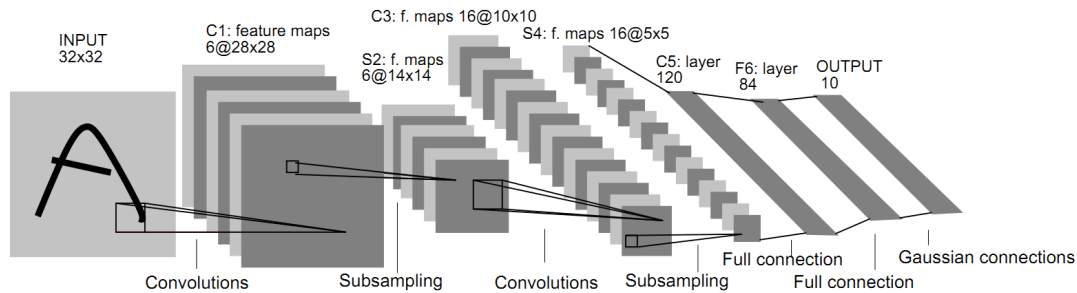 INPUT
32x32
C1: feature maps
6@28x28
S2: f. maps
6@14x14
C3: f. maps 16@10x10
S4: f. maps 16@5x5
C5: layer
120
F6: layer
84
OUTPUT
10
Convolutions
Subsampling
Convolutions
Subsampling
Full connection
Full connection
Gaussian connections